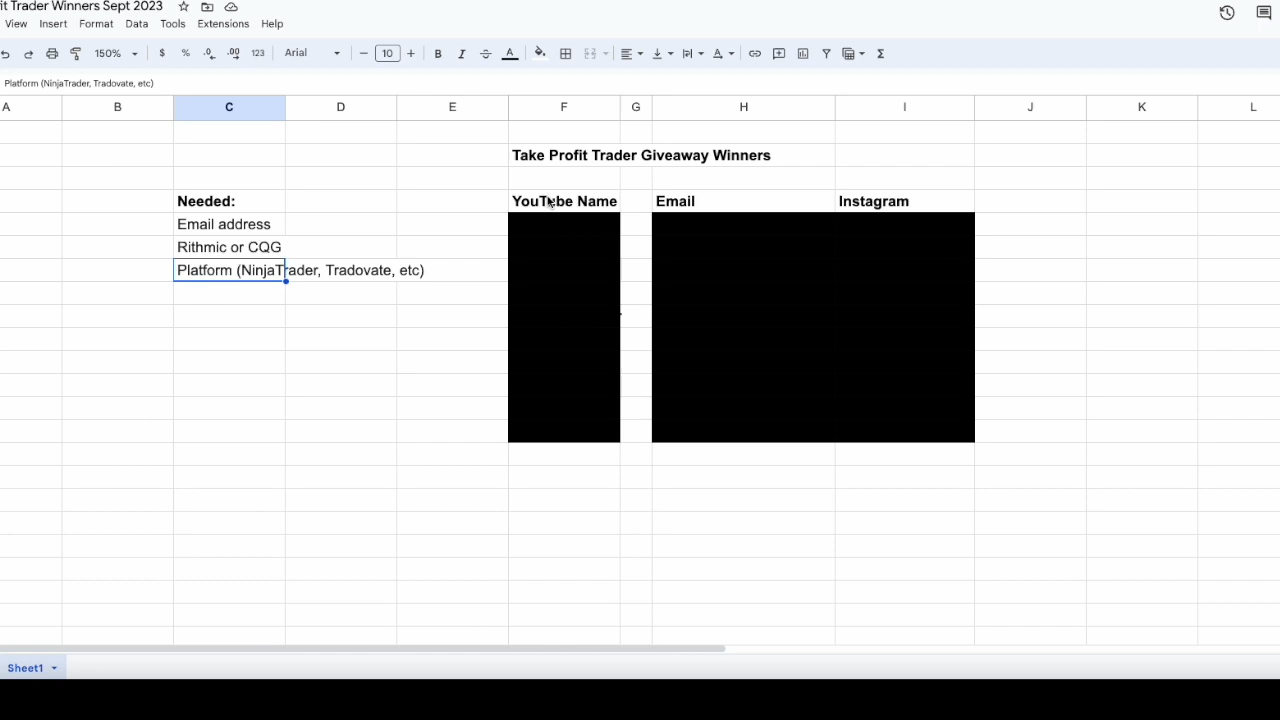 it Trader Winners Sept 2023
View Insert Format Data Tools Extensions Help
150% $ % .0 .00 123 Arial 10 B I S A Σ
Platform (NinjaTrader, Tradovate, etc)
A B C D E F G H I J K L
Take Profit Trader Giveaway Winners
Needed: YouTube Name Email Instagram
Email address
Rithmic or CQG
Platform (NinjaTrader, Tradovate, etc)
Sheet1